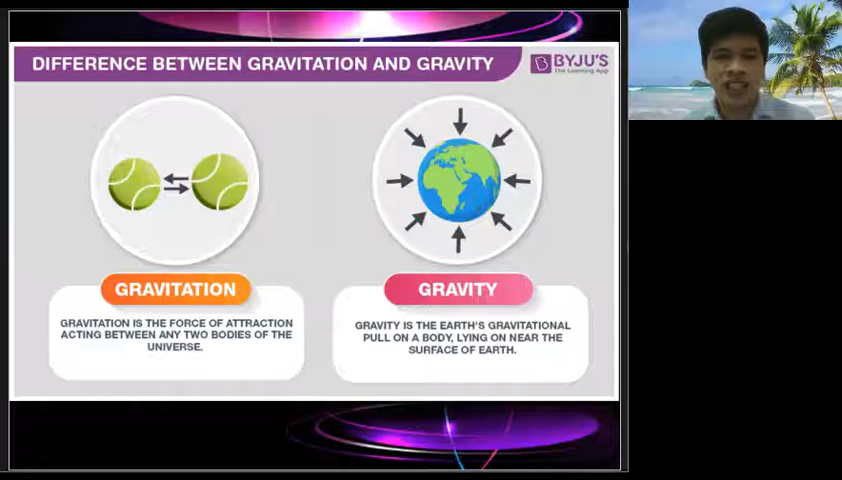 DIFFERENCE BETWEEN GRAVITATION AND GRAVITY
BYJU'S
The Learning App
GRAVITATION
GRAVITATION IS THE FORCE OF ATTRACTION
ACTING BETWEEN ANY TWO BODIES OF THE
UNIVERSE.
GRAVITY
GRAVITY IS THE EARTH'S GRAVITATIONAL
PULL ON A BODY, LYING ON NEAR THE
SURFACE OF EARTH.